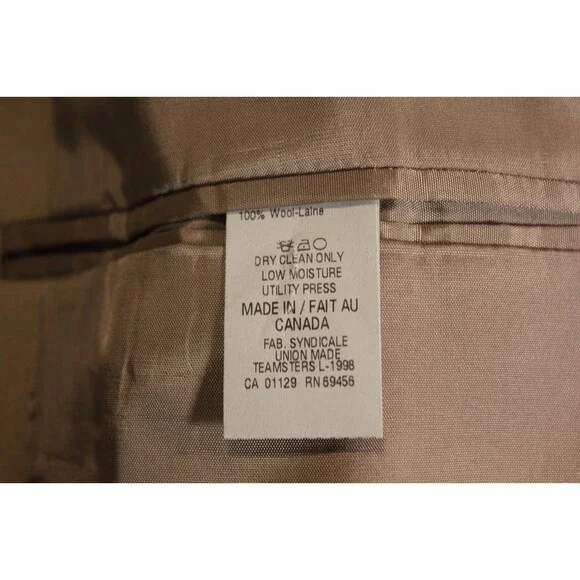 100% Wool-Laine
DRY CLEAN ONLY
LOW MOISTURE
UTILITY PRESS
MADE IN / FAIT AU
CANADA
FAB. SYNDICALE
UNION MADE
TEAMSTERS L-1998
CA 01129 RN 69456